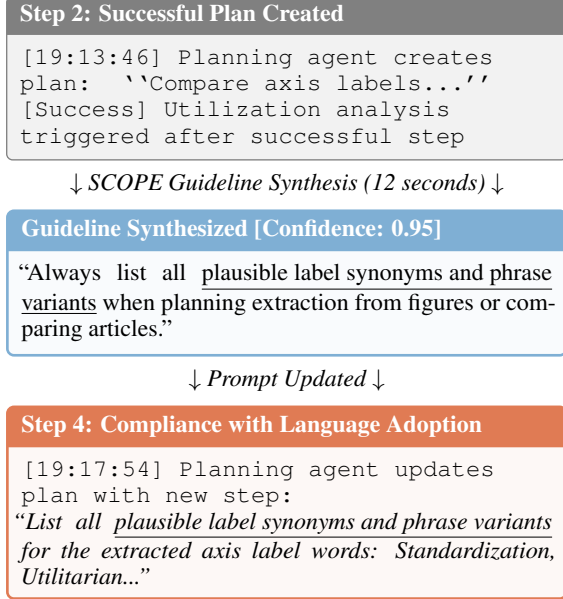 Step 2: Successful Plan Created
[19:13:46] Planning agent creates
plan: ‘‘Compare axis labels...’’
[Success] Utilization analysis
triggered after successful step
↓ SCOPE Guideline Synthesis (12 seconds) ↓
Guideline Synthesized [Confidence: 0.95]
“Always list all plausible label synonyms and phrase
variants when planning extraction from figures or com-
paring articles.”
↓ Prompt Updated ↓
Step 4: Compliance with Language Adoption
[19:17:54] Planning agent updates
plan with new step:
“List all plausible label synonyms and phrase variants
for the extracted axis label words: Standardization,
Utilitarian...”